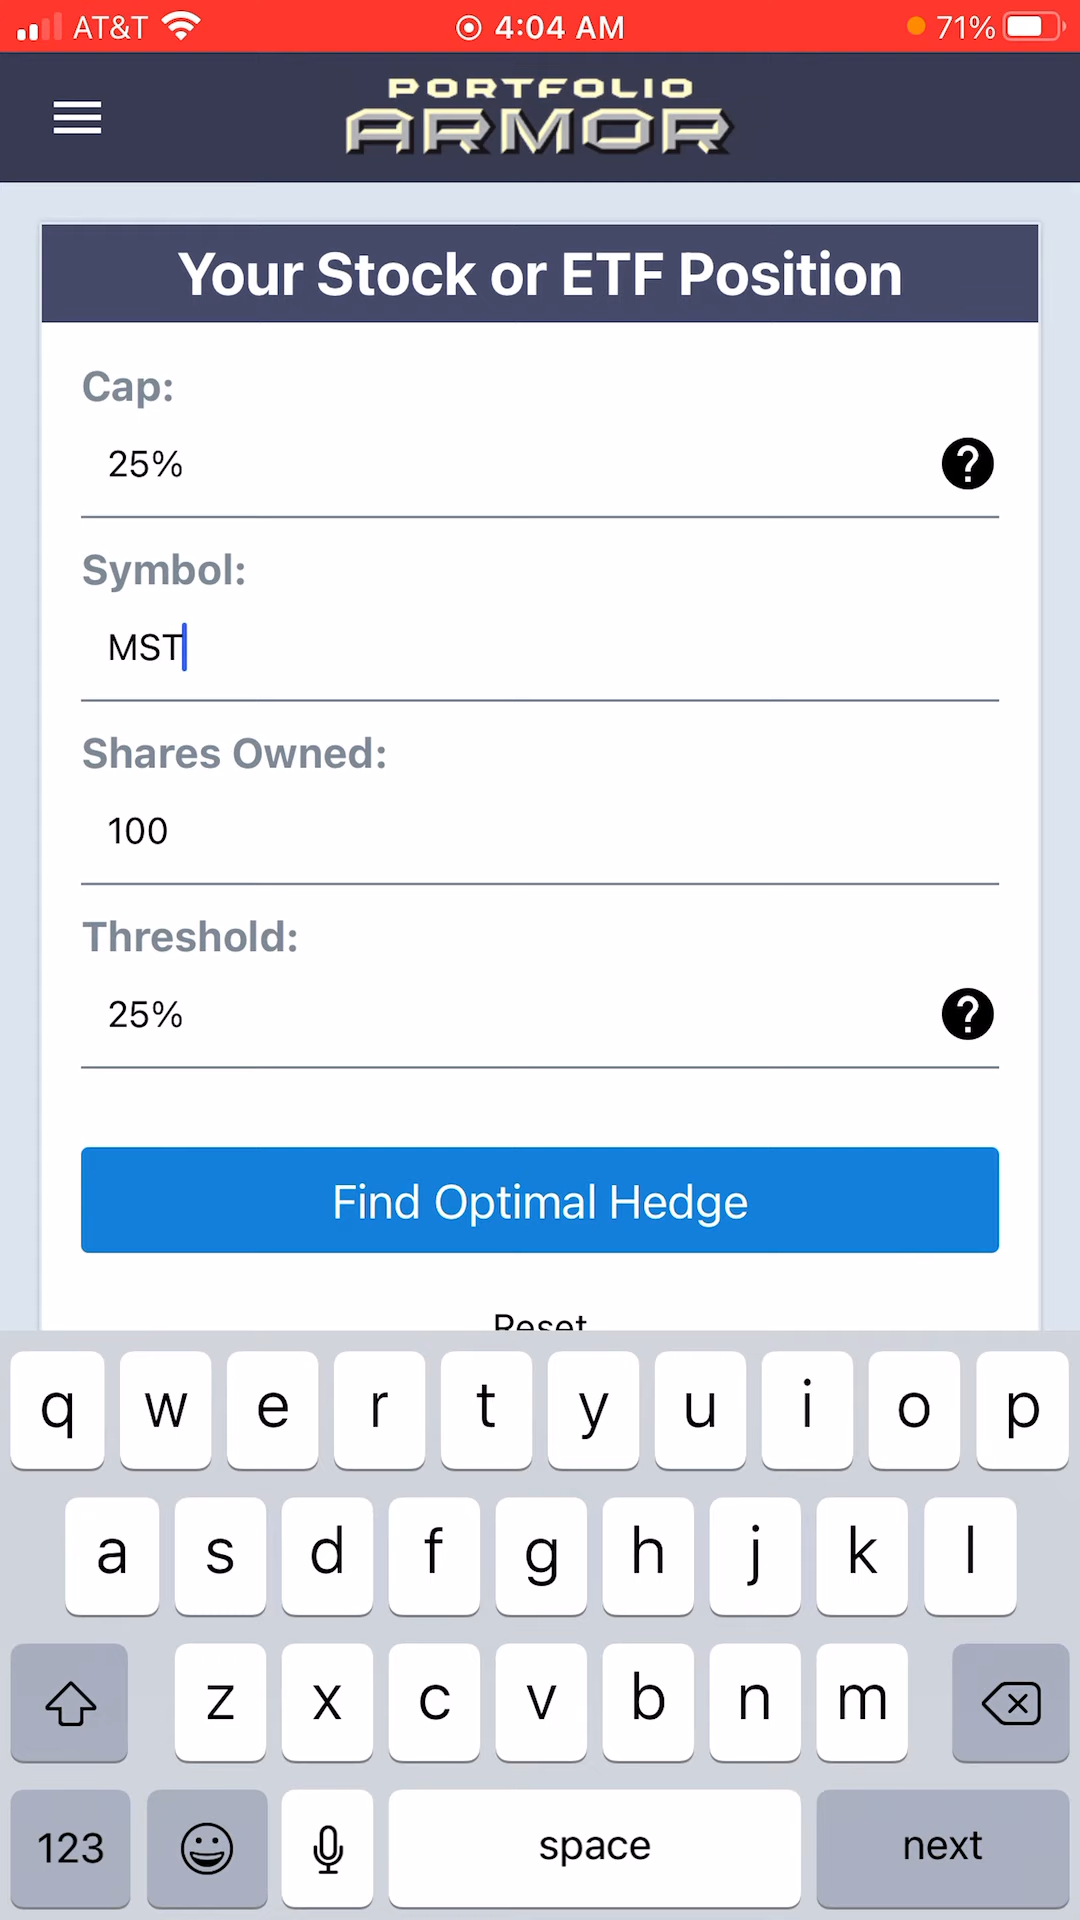 AT&T 4:04 AM 71%
PORTFOLIO
ARMOR
Your Stock or ETF Position
Cap:
25%
Symbol:
MST
Shares Owned:
100
Threshold:
25%
Find Optimal Hedge
Reset
q w e r t y u i o p
a s d f g h j k l
z x c v b n m
123 space next